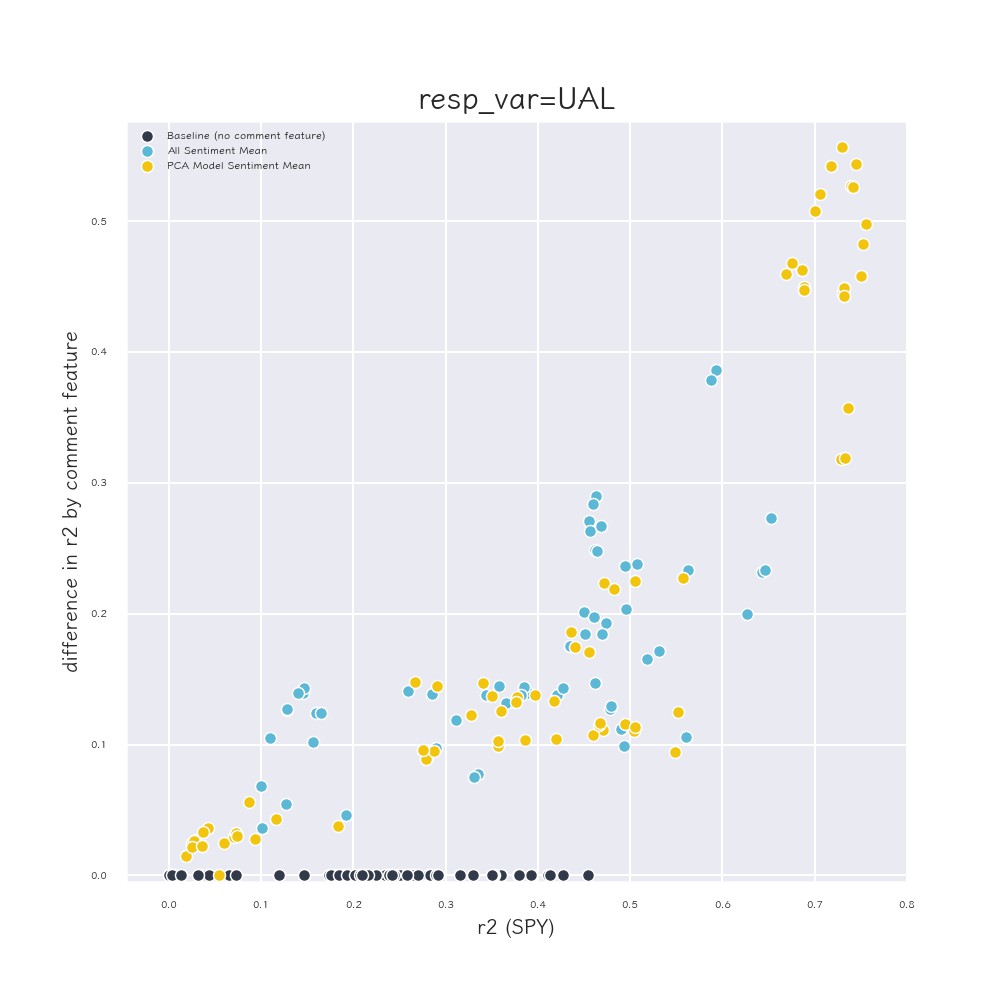 resp_var=UAL
Baseline (no comment feature)
All Sentiment Mean
PCA Model Sentiment Mean
difference in r2 by comment feature
0.5
0.4
0.3
0.2
0.1
0.0
0.0 0.1 0.2 0.3 0.4 0.5 0.6 0.7 0.8
r2 (SPY)